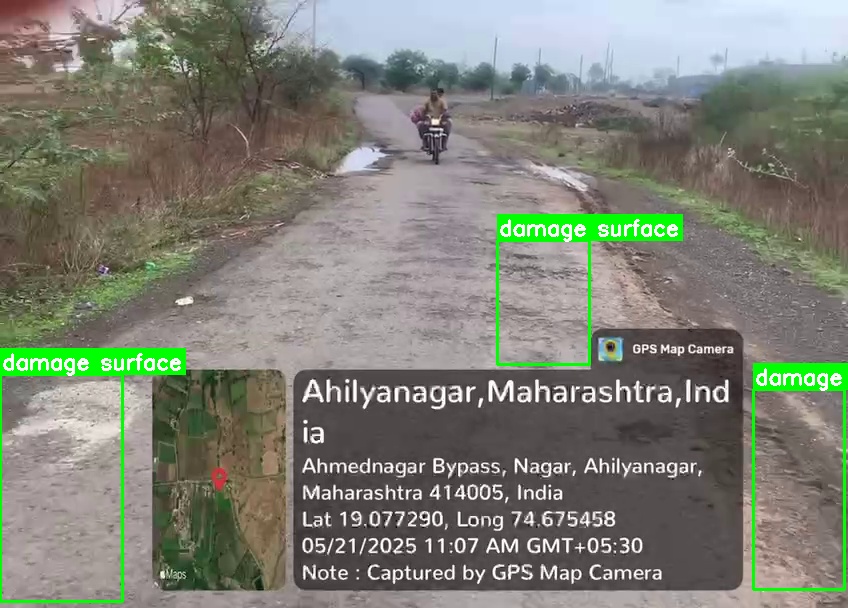 damage surface
damage surface
GPS Map Camera
damage
Ahilyanagar,Maharashtra,Ind
ia
Ahmednagar Bypass, Nagar, Ahilyanagar,
Maharashtra 414005, India
Lat 19.077290, Long 74.675458
05/21/2025 11:07 AM GMT+05:30
Note : Captured by GPS Map Camera
Maps